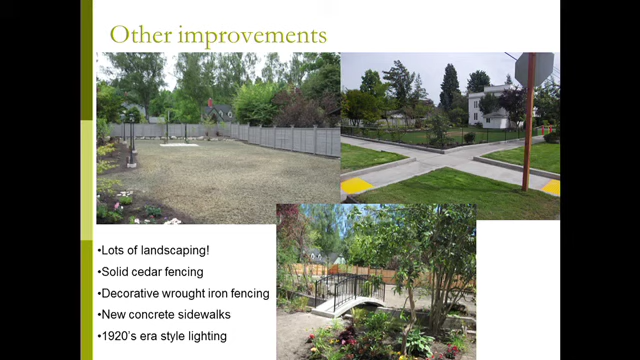 Other improvements
•Lots of landscaping!
•Solid cedar fencing
•Decorative wrought iron fencing
•New concrete sidewalks
•1920's era style lighting